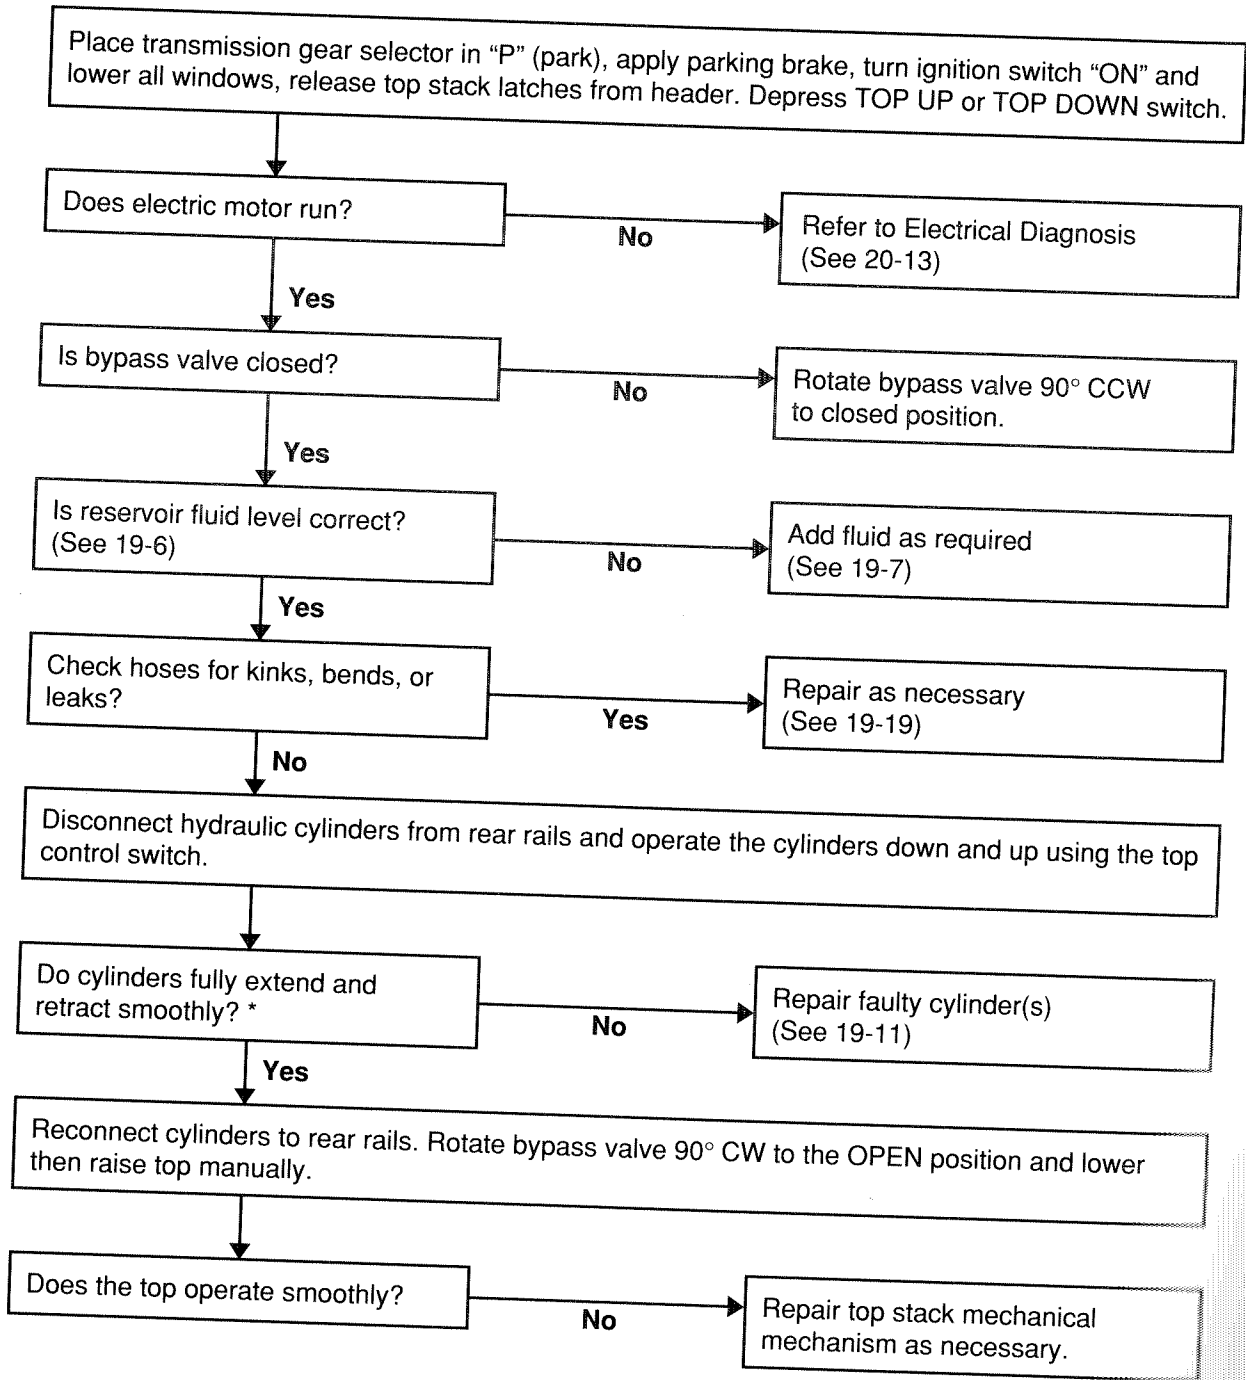 Place transmission gear selector in “P” (park), apply parking brake, turn ignition switch “ON” and
lower all windows, release top stack latches from header. Depress TOP UP or TOP DOWN switch.
Does electric motor run?
No
Refer to Electrical Diagnosis
(See 20-13)
Yes
Is bypass valve closed?
No
Rotate bypass valve 90° CCW
to closed position.
Yes
Is reservoir fluid level correct?
(See 19-6)
No
Add fluid as required
(See 19-7)
Yes
Check hoses for kinks, bends, or
leaks?
Yes
Repair as necessary
(See 19-19)
No
Disconnect hydraulic cylinders from rear rails and operate the cylinders down and up using the top
control switch.
Do cylinders fully extend and
retract smoothly? *
No
Repair faulty cylinder(s)
(See 19-11)
Yes
Reconnect cylinders to rear rails. Rotate bypass valve 90° CW to the OPEN position and lower
then raise top manually.
Does the top operate smoothly?
No
Repair top stack mechanical
mechanism as necessary.